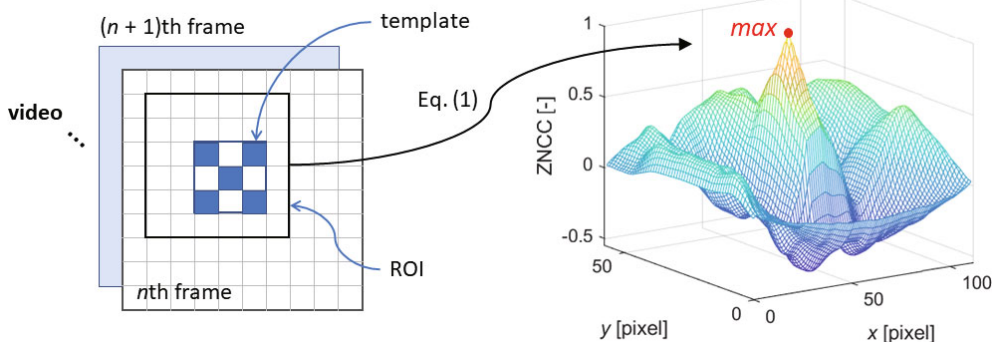 (n + 1)th frame
template
video
...
Eq. (1)
ROI
nth frame
max
ZNCC [-]
1
0.5
0
-0.5
50
0
y [pixel]
0
50
100
x [pixel]